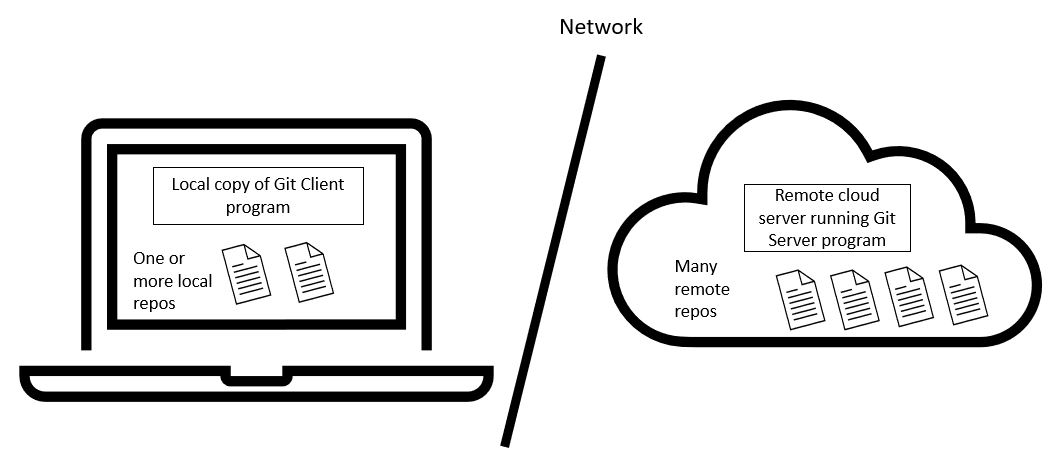 Network
Local copy of Git Client
program
One or
more local
repos
Remote cloud
server running Git
Server program
Many
remote
repos